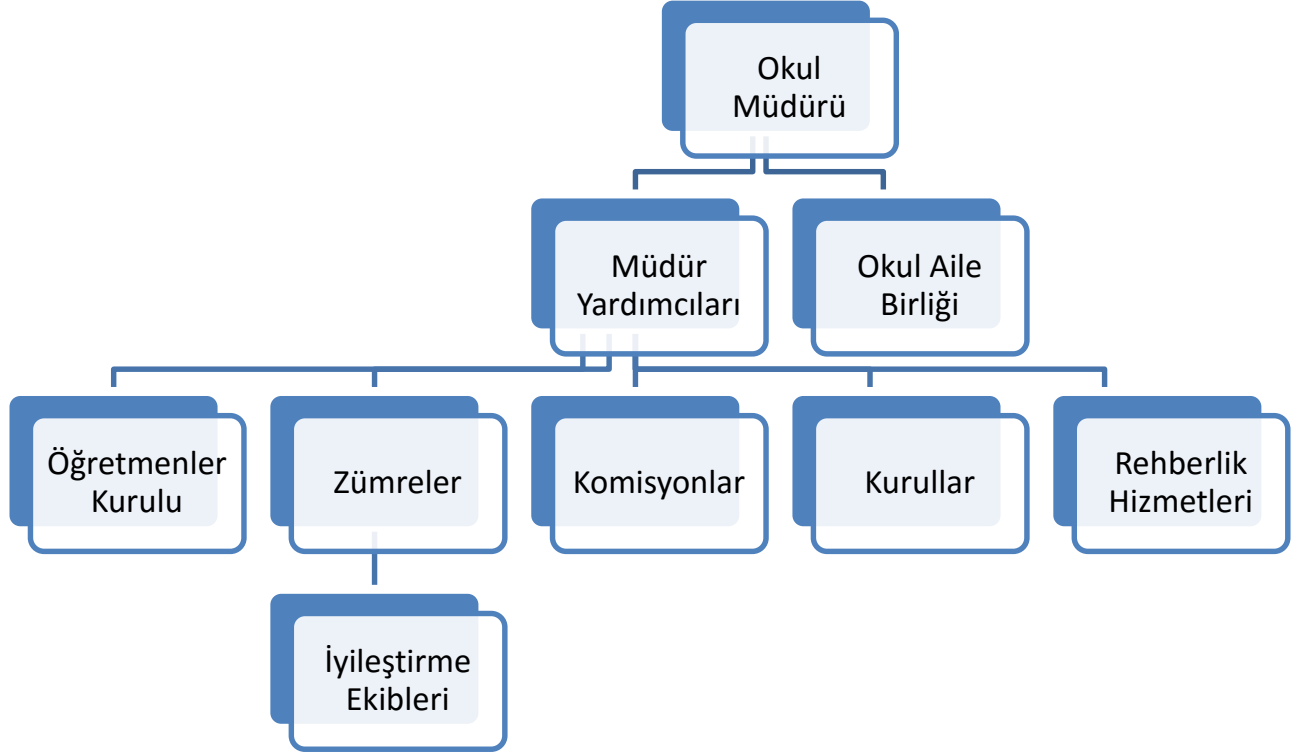 Okul
Müdürü
Müdür
Yardımcıları
Okul Aile
Birliği
Öğretmenler
Kurulu
Zümreler
Komisyonlar
Kurullar
Rehberlik
Hizmetleri
İyileştirme
Ekibleri